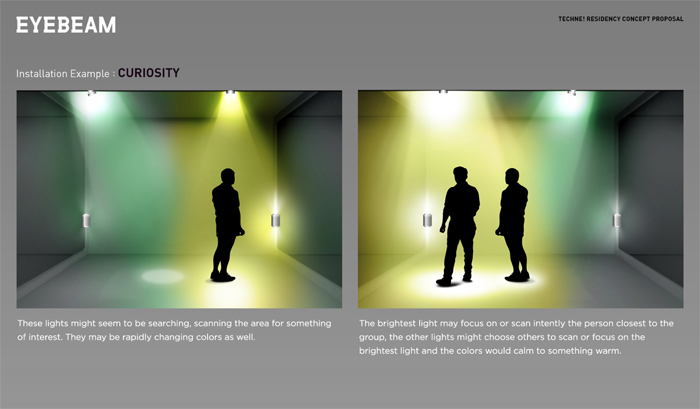 EYEBEAM
TECHNE! RESIDENCY CONCEPT PROPOSAL
Installation Example : CURIOSITY
These lights might seem to be searching, scanning the area for something
of interest. They may be rapidly changing colors as well.
The brightest light may focus on or scan intently the person closest to the
group, the other lights might choose others to scan or focus on the
brightest light and the colors would calm to something warm.